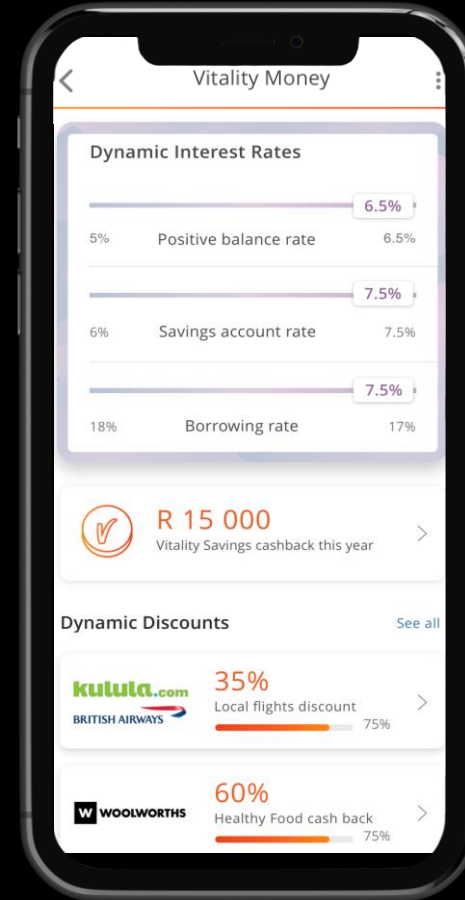 Vitality Money
Dynamic Interest Rates
6.5%
5% Positive balance rate 6.5%
7.5%
6% Savings account rate 7.5%
7.5%
18% Borrowing rate 17%
R 15 000
Vitality Savings cashback this year
Dynamic Discounts See all
kulula.com
BRITISH AIRWAYS
35%
Local flights discount
75%
W WOOLWORTHS
60%
Healthy Food cash back
75%